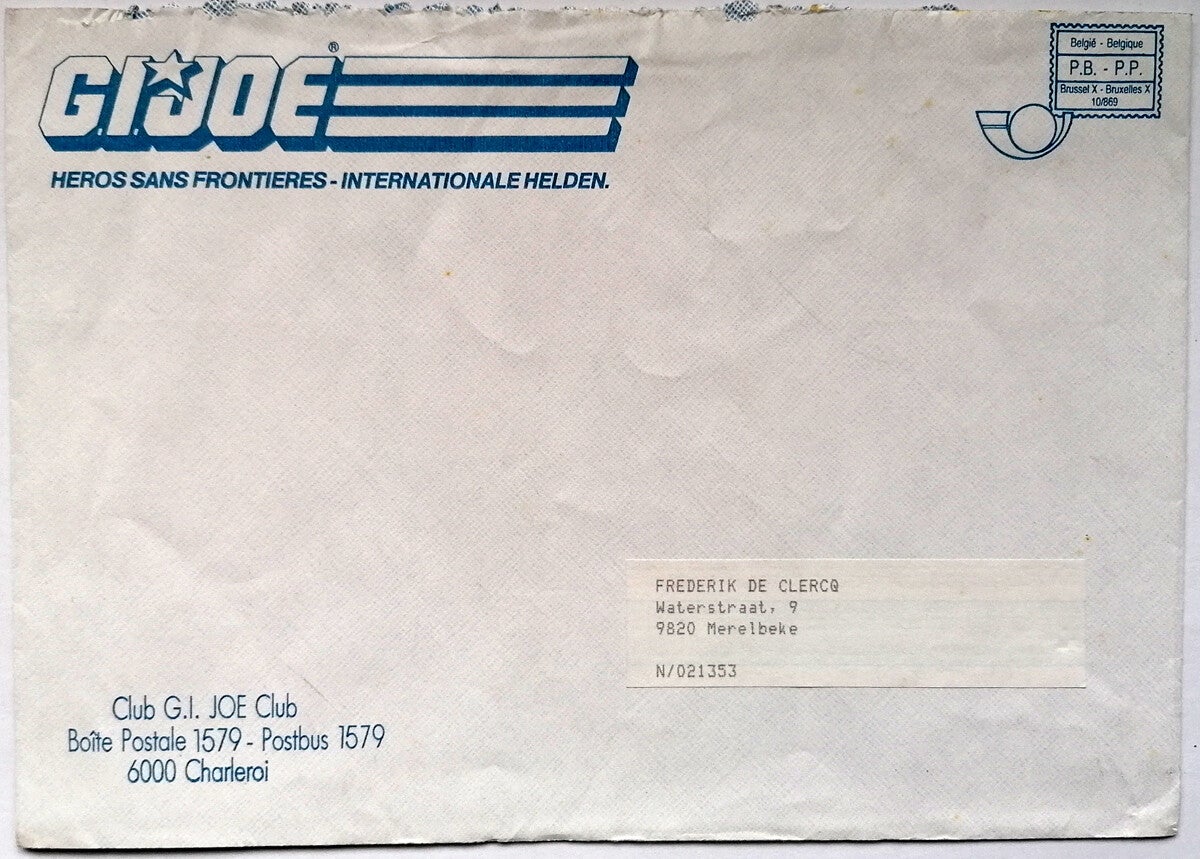 G.I.JOE®
HEROS SANS FRONTIERES - INTERNATIONALE HELDEN.
België - Belgique
P.B. - P.P.
Brussel X - Bruxelles X
10/869
FREDERIK DE CLERCQ
Waterstraat, 9
9820 Merelbeke
N/021353
Club G.I. JOE Club
Boîte Postale 1579 - Postbus 1579
6000 Charleroi